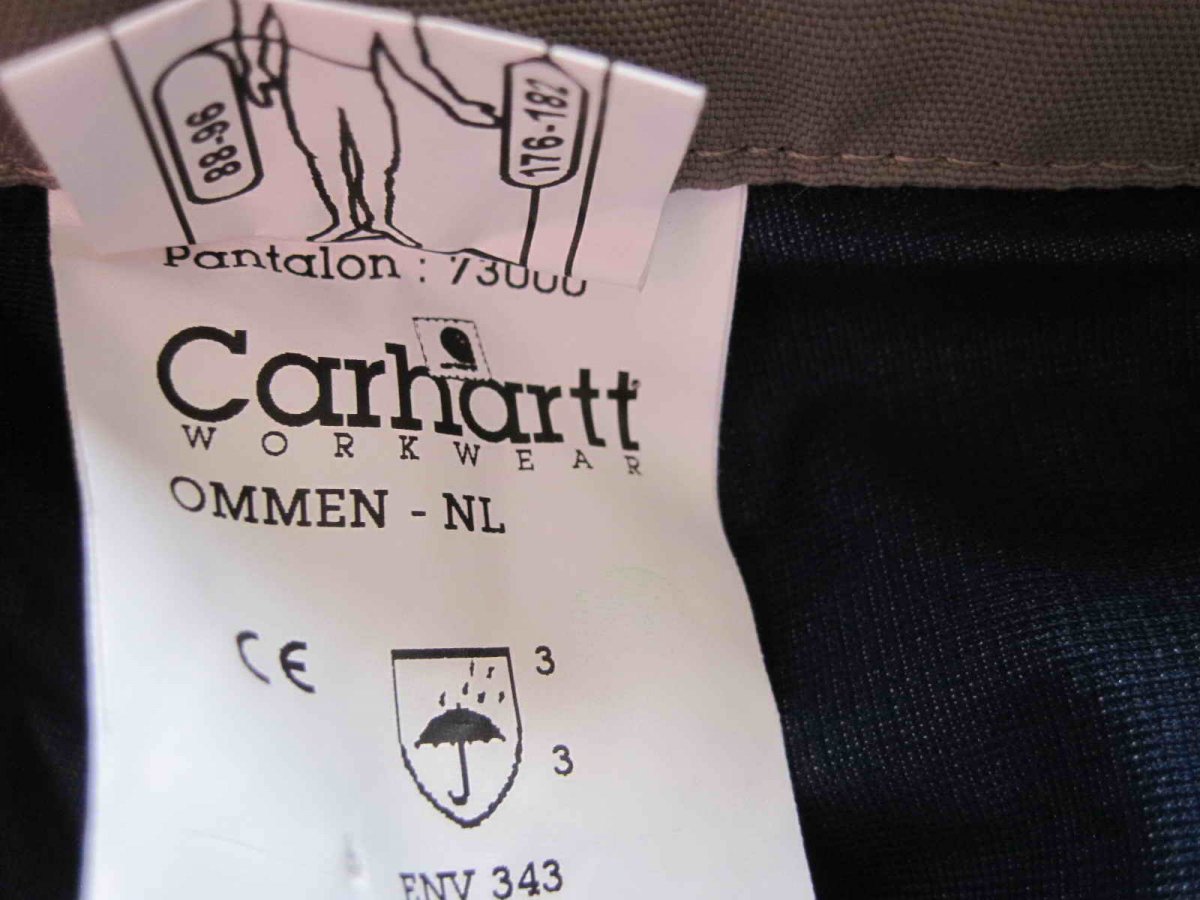 88-96
176-182
Pantalon : 73000
Carhartt
WORKWEAR
OMMEN - NL
CE
3
3
ENV 343